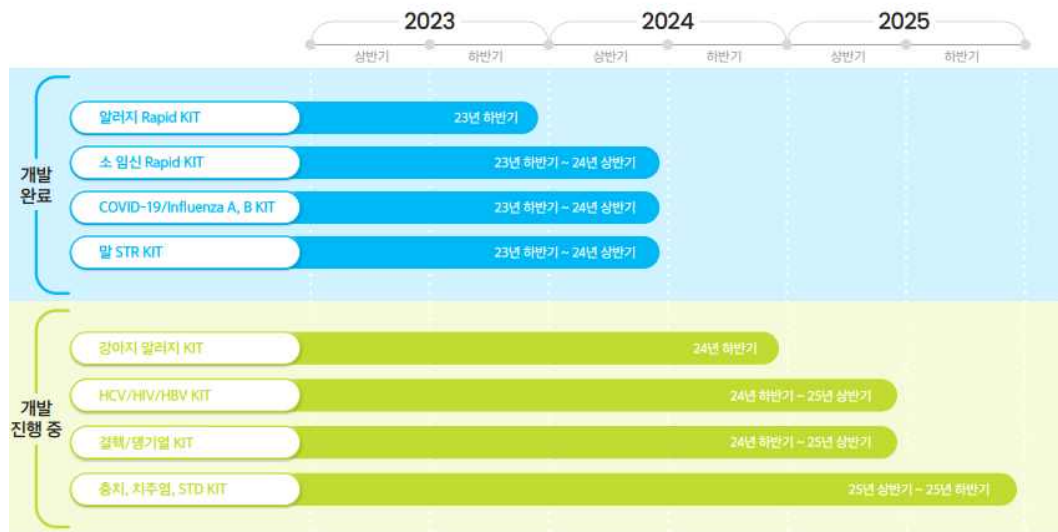 2023 2024 2025
상반기 하반기 상반기 하반기 상반기 하반기
개발
완료
알러지 Rapid KIT 23년 하반기
소 임신 Rapid KIT 23년 하반기 ~ 24년 상반기
COVID-19/Influenza A, B KIT 23년 하반기 ~ 24년 상반기
말 STR KIT 23년 하반기 ~ 24년 상반기
개발
진행 중
강아지 알러지 KIT 24년 하반기
HCV/HIV/HBV KIT 24년 하반기 ~ 25년 상반기
결핵/뎅기열 KIT 24년 하반기 ~ 25년 상반기
충치, 치주염, STD KIT 25년 상반기 ~ 25년 하반기